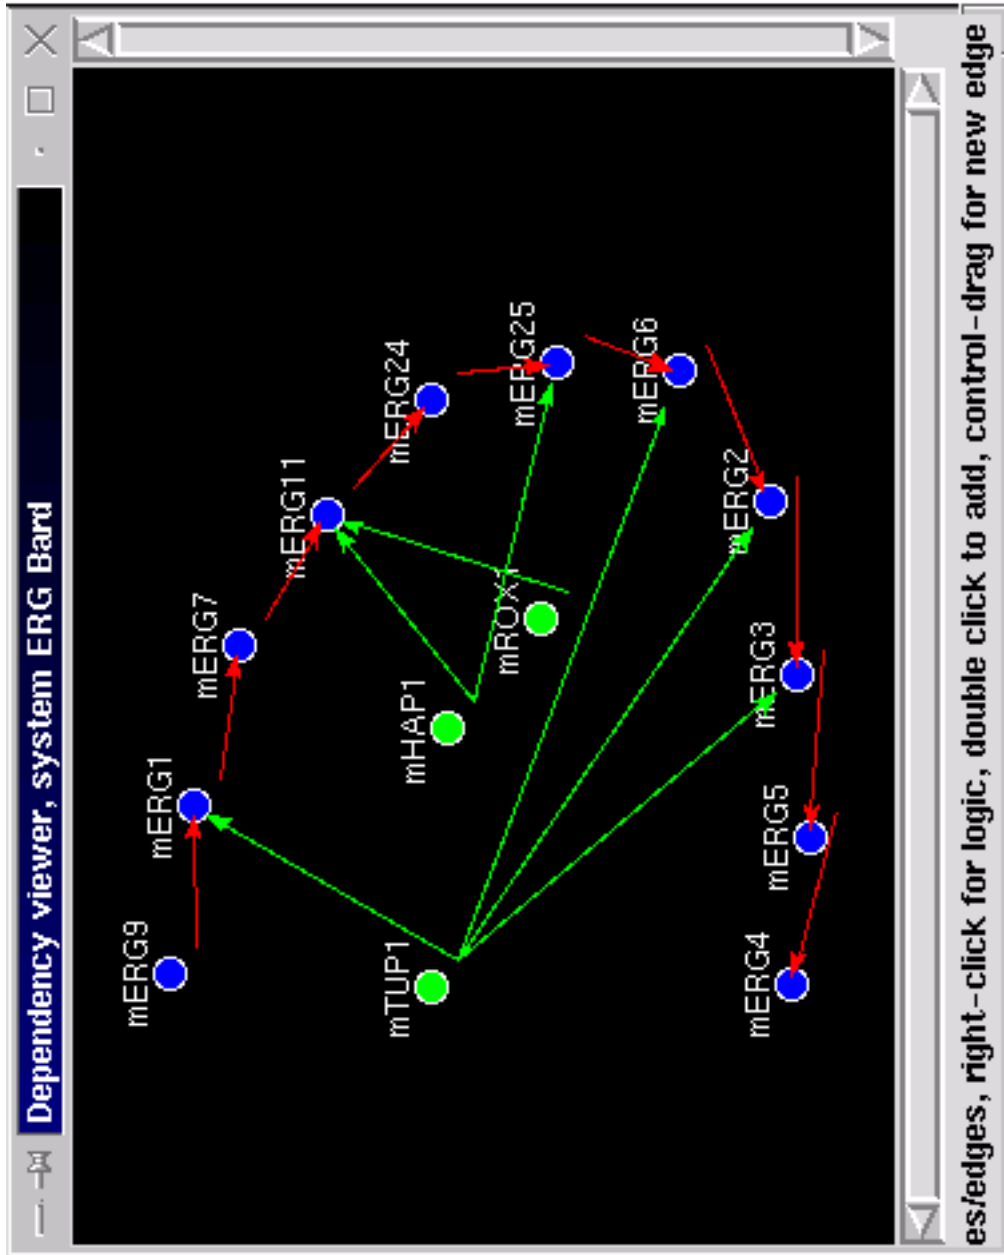 Dependency viewer, system ERG Bard
mERG9
mERG1
mERG7
mERG11
mERG24
mERG25
mERG6
mERG2
mERG3
mERG5
mERG4
mTUP1
mHAP1
mROX1
es/edges, right-click for logic, double click to add, control-drag for new edge